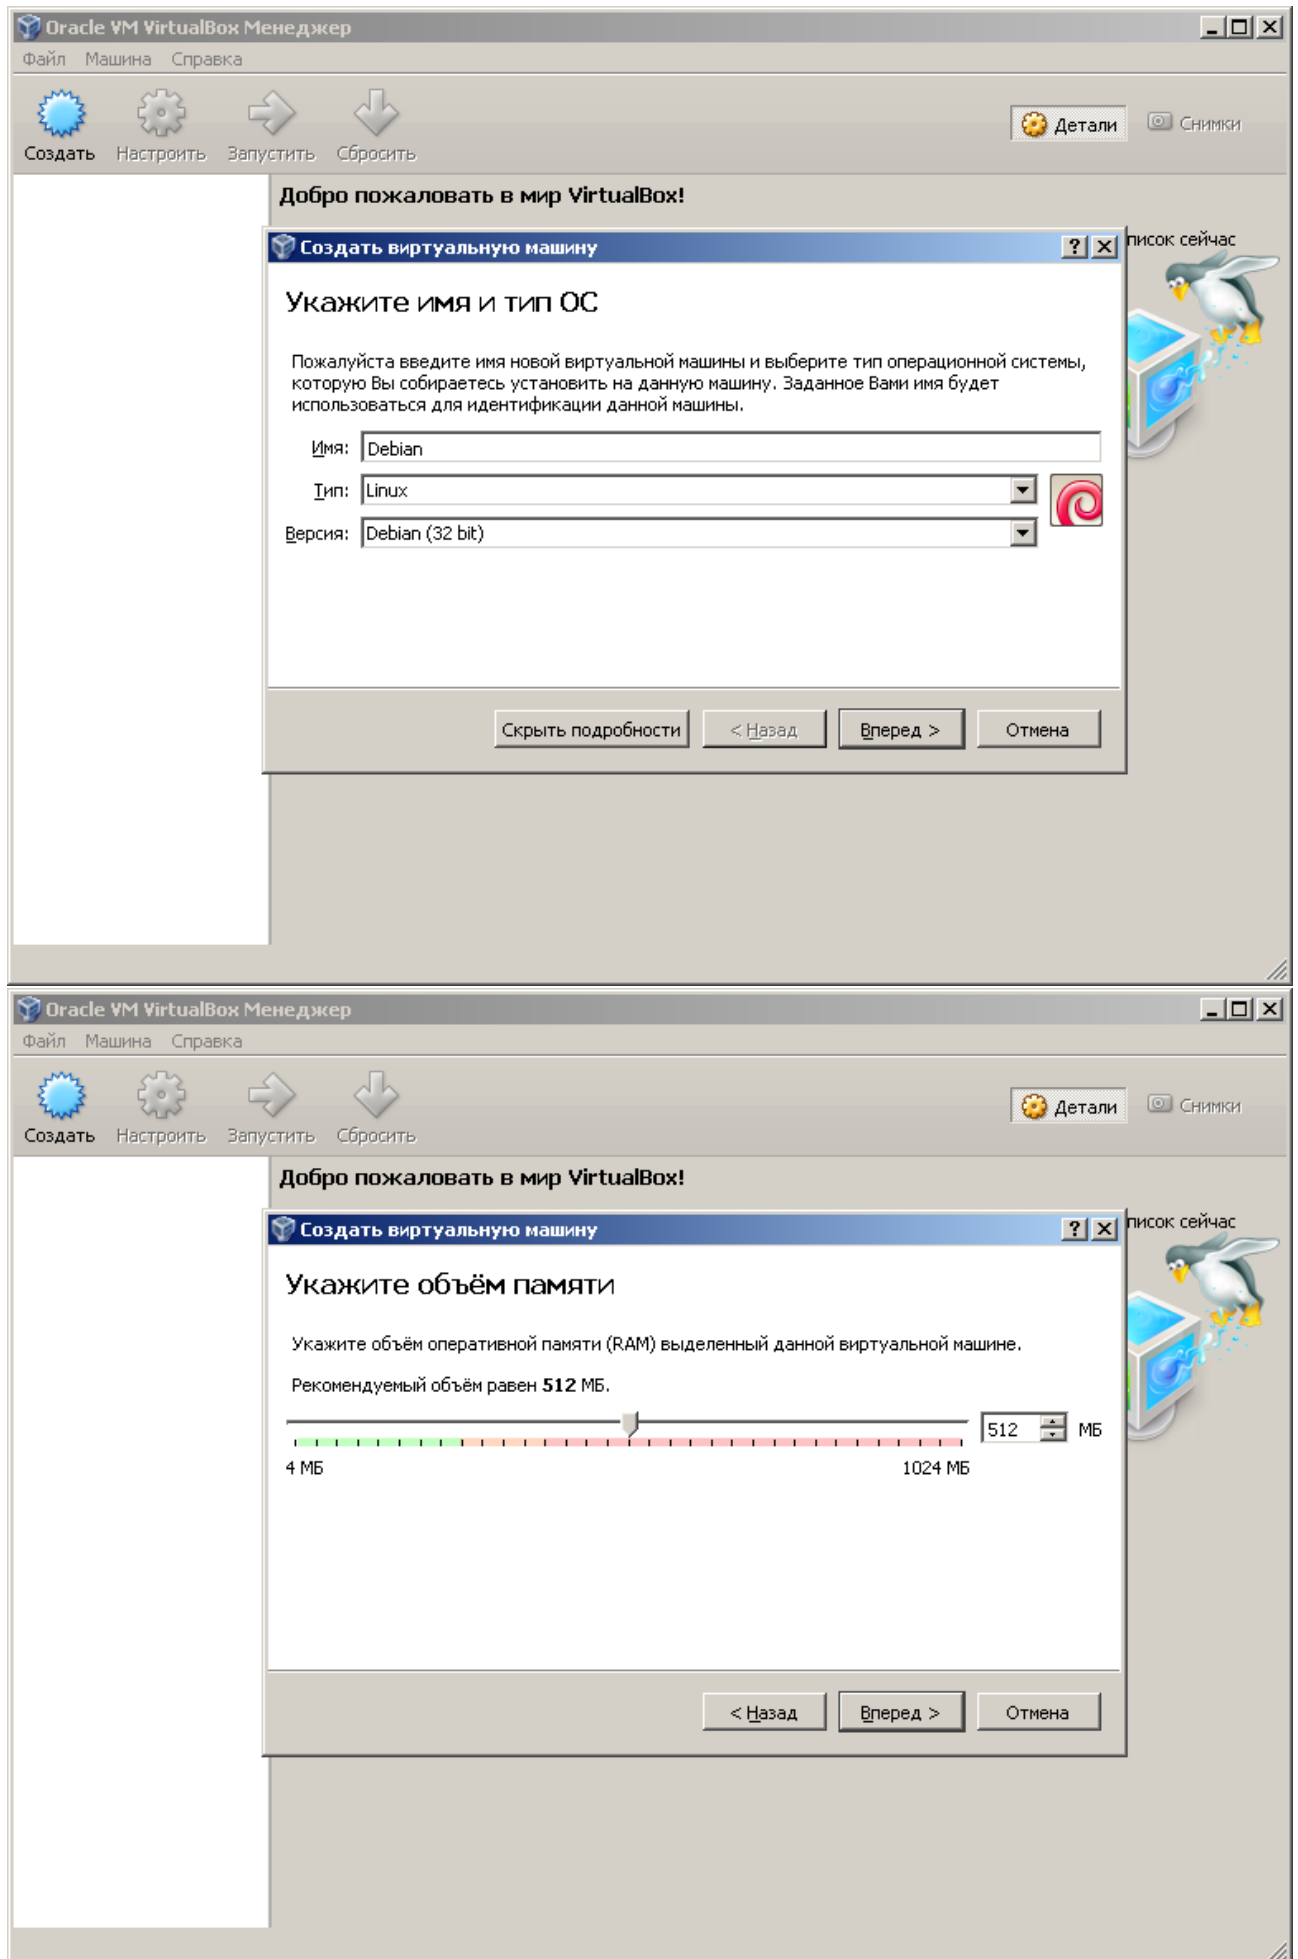 Oracle VM VirtualBox Менеджер
Файл Машина Справка
Создать Настроить Запустить Сбросить Детали Снимки
Добро пожаловать в мир VirtualBox!
сейчас
Создать виртуальную машину
Укажите имя и тип ОС
Пожалуйста введите имя новой виртуальной машины и выберите тип операционной системы,
которую Вы собираетесь установить на данную машину. Заданное Вами имя будет
использоваться для идентификации данной машины.
Имя: Debian
Тип: Linux
Версия: Debian (32 bit)
Скрыть подробности < Назад Вперед > Отмена
Oracle VM VirtualBox Менеджер
Файл Машина Справка
Создать Настроить Запустить Сбросить Детали Снимки
Добро пожаловать в мир VirtualBox!
сейчас
Создать виртуальную машину
Укажите объём памяти
Укажите объём оперативной памяти (RAM) выделенный данной виртуальной машине.
Рекомендуемый объём равен 512 МБ.
512 МБ
4 МБ 1024 МБ
< Назад Вперед > Отмена